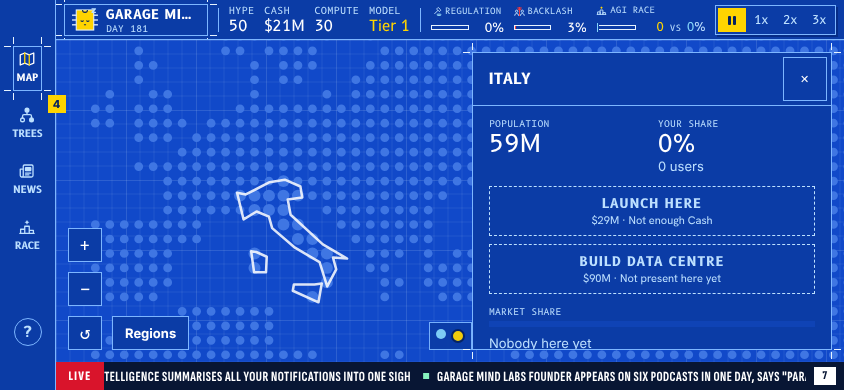 GARAGE MI...
DAY 181
HYPE
50
CASH
$21M
COMPUTE
30
MODEL
Tier 1
REGULATION
0%
BACKLASH
3%
AGI RACE
0 VS 0%
1x
2x
3x
MAP
4
TREES
NEWS
RACE
?
+
−
↺
Regions
ITALY
×
POPULATION
59M
YOUR SHARE
0%
0 users
LAUNCH HERE
$29M · Not enough Cash
BUILD DATA CENTRE
$90M · Not present here yet
MARKET SHARE
Nobody here yet
LIVE
TELLIGENCE SUMMARISES ALL YOUR NOTIFICATIONS INTO ONE SIGH ▪ GARAGE MIND LABS FOUNDER APPEARS ON SIX PODCASTS IN ONE DAY, SAYS "PAR
7